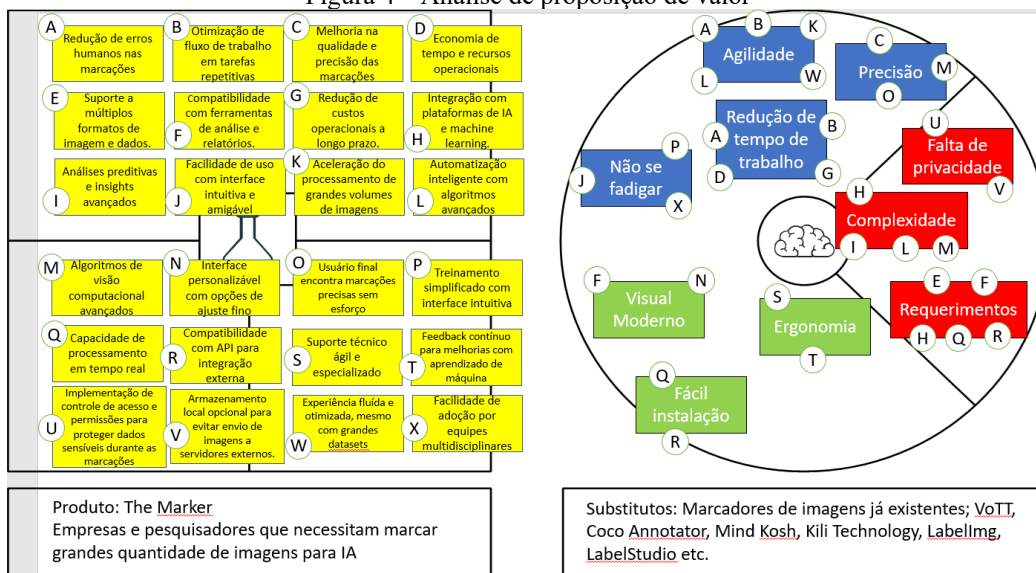 Figura 4 – Análise de proposição de valor
A
Redução de erros
humanos nas
marcações
B
Otimização de
fluxo de trabalho
em tarefas
repetitivas
C
Melhoria na
qualidade e
precisão das
marcações
D
Economia de
tempo e recursos
operacionais
E
Suporte a
múltiplos
formatos de
imagem e dados.
F
Compatibilidade
com ferramentas
de análise e
relatórios.
G
Redução de
custos
operacionais a
longo prazo.
H
Integração com
plataformas de IA
e machine
learning.
I
Análises preditivas
e insights
avançados
J
Facilidade de uso
com interface
intuitiva e
amigável
K
Aceleração do
processamento de
grandes volumes
de imagens
L
Automatização
inteligente com
algoritmos
avançados
M
Algoritmos de
visão
computacional
avançados
N
Interface
personalizável
com opções de
ajuste fino
O
Usuário final
encontra marcações
precisas sem
esforço
P
Treinamento
simplificado com
interface intuitiva
Q
Capacidade de
processamento
em tempo real
R
Compatibilidade
com API para
integração
externa
S
Suporte técnico
ágil e
especializado
T
Feedback contínuo
para melhorias com
aprendizado de
máquina
U
Implementação de
controle de acesso e
permissões para
proteger dados
sensíveis durante as
marcações
V
Armazenamento
local opcional para
evitar envio de
imagens a
servidores externos.
W
Experiência fluída e
otimizada, mesmo
com grandes
datasets
X
Facilidade de
adoção por
equipes
multidisciplinares
A
B
K
Agilidade
L
W
C
Precisão
M
O
Redução de
tempo de
trabalho
A
B
D
G
P
Não se
fadigar
J
X
U
Falta de
privacidade
V
H
Complexidade
I
L
M
E
F
Requerimentos
H
Q
R
F
N
Visual
Moderno
S
Ergonomia
T
Q
Fácil
instalação
R
Produto: The Marker
Empresas e pesquisadores que necessitam marcar
grandes quantidade de imagens para IA
Substitutos: Marcadores de imagens já existentes; VoTT,
Coco Annotator, Mind Kosh, Kili Technology, LabelImg,
LabelStudio etc.